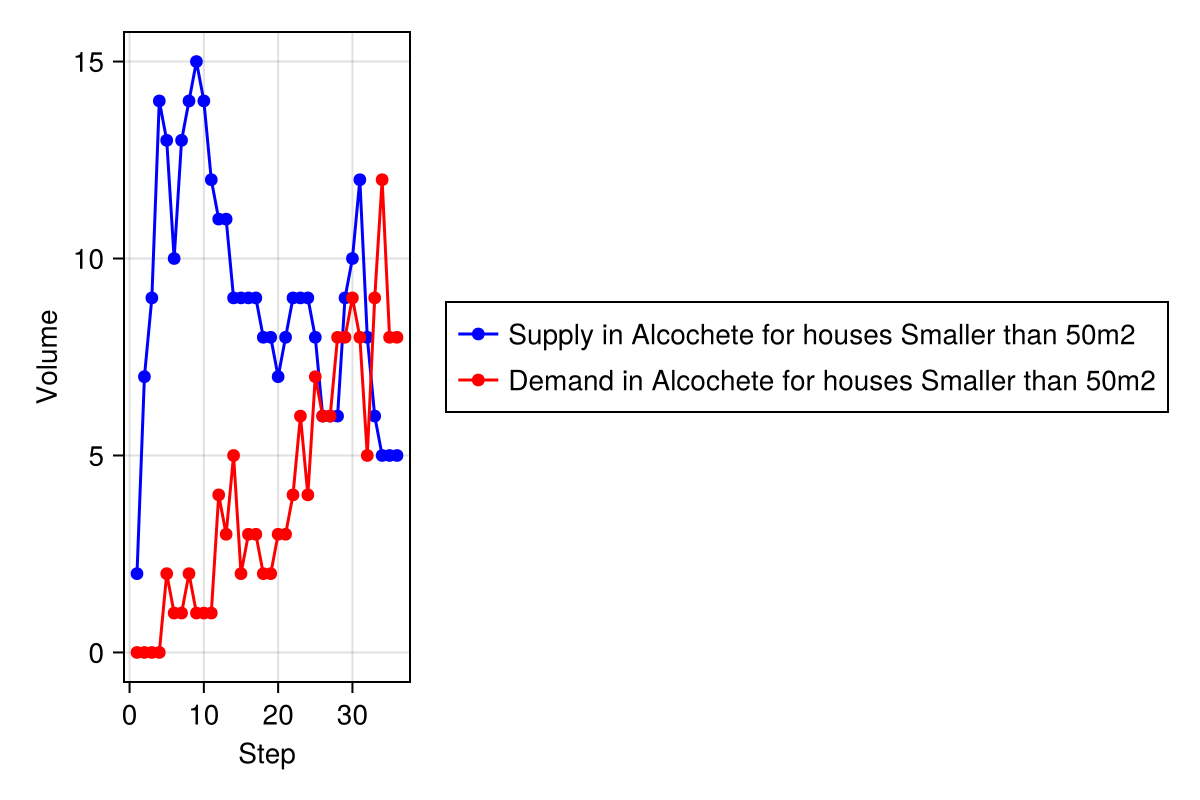 15
10
5
0
Volume
0 10 20 30
Step
Supply in Alcochete for houses Smaller than 50m2
Demand in Alcochete for houses Smaller than 50m2